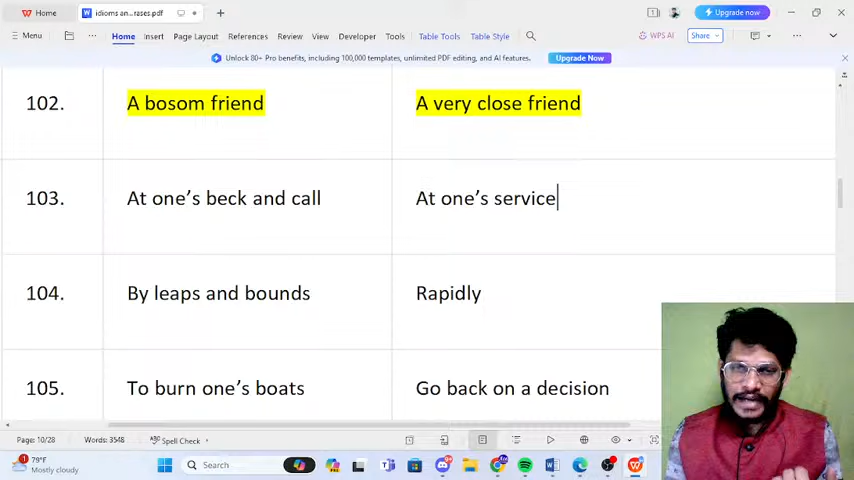 Home
idioms an...rases.pdf
Upgrade now
Menu
Home
Insert
Page Layout
References
Review
View
Developer
Tools
Table Tools
Table Style
WPS AI
Share
Unlock 80+ Pro benefits, including 100,000 templates, unlimited PDF editing, and AI features.
Upgrade Now
102. A bosom friend A very close friend
103. At one’s beck and call At one’s service
104. By leaps and bounds Rapidly
105. To burn one’s boats Go back on a decision
Page: 10/28
Words: 3548
Spell Check
79°F
Mostly cloudy
Search